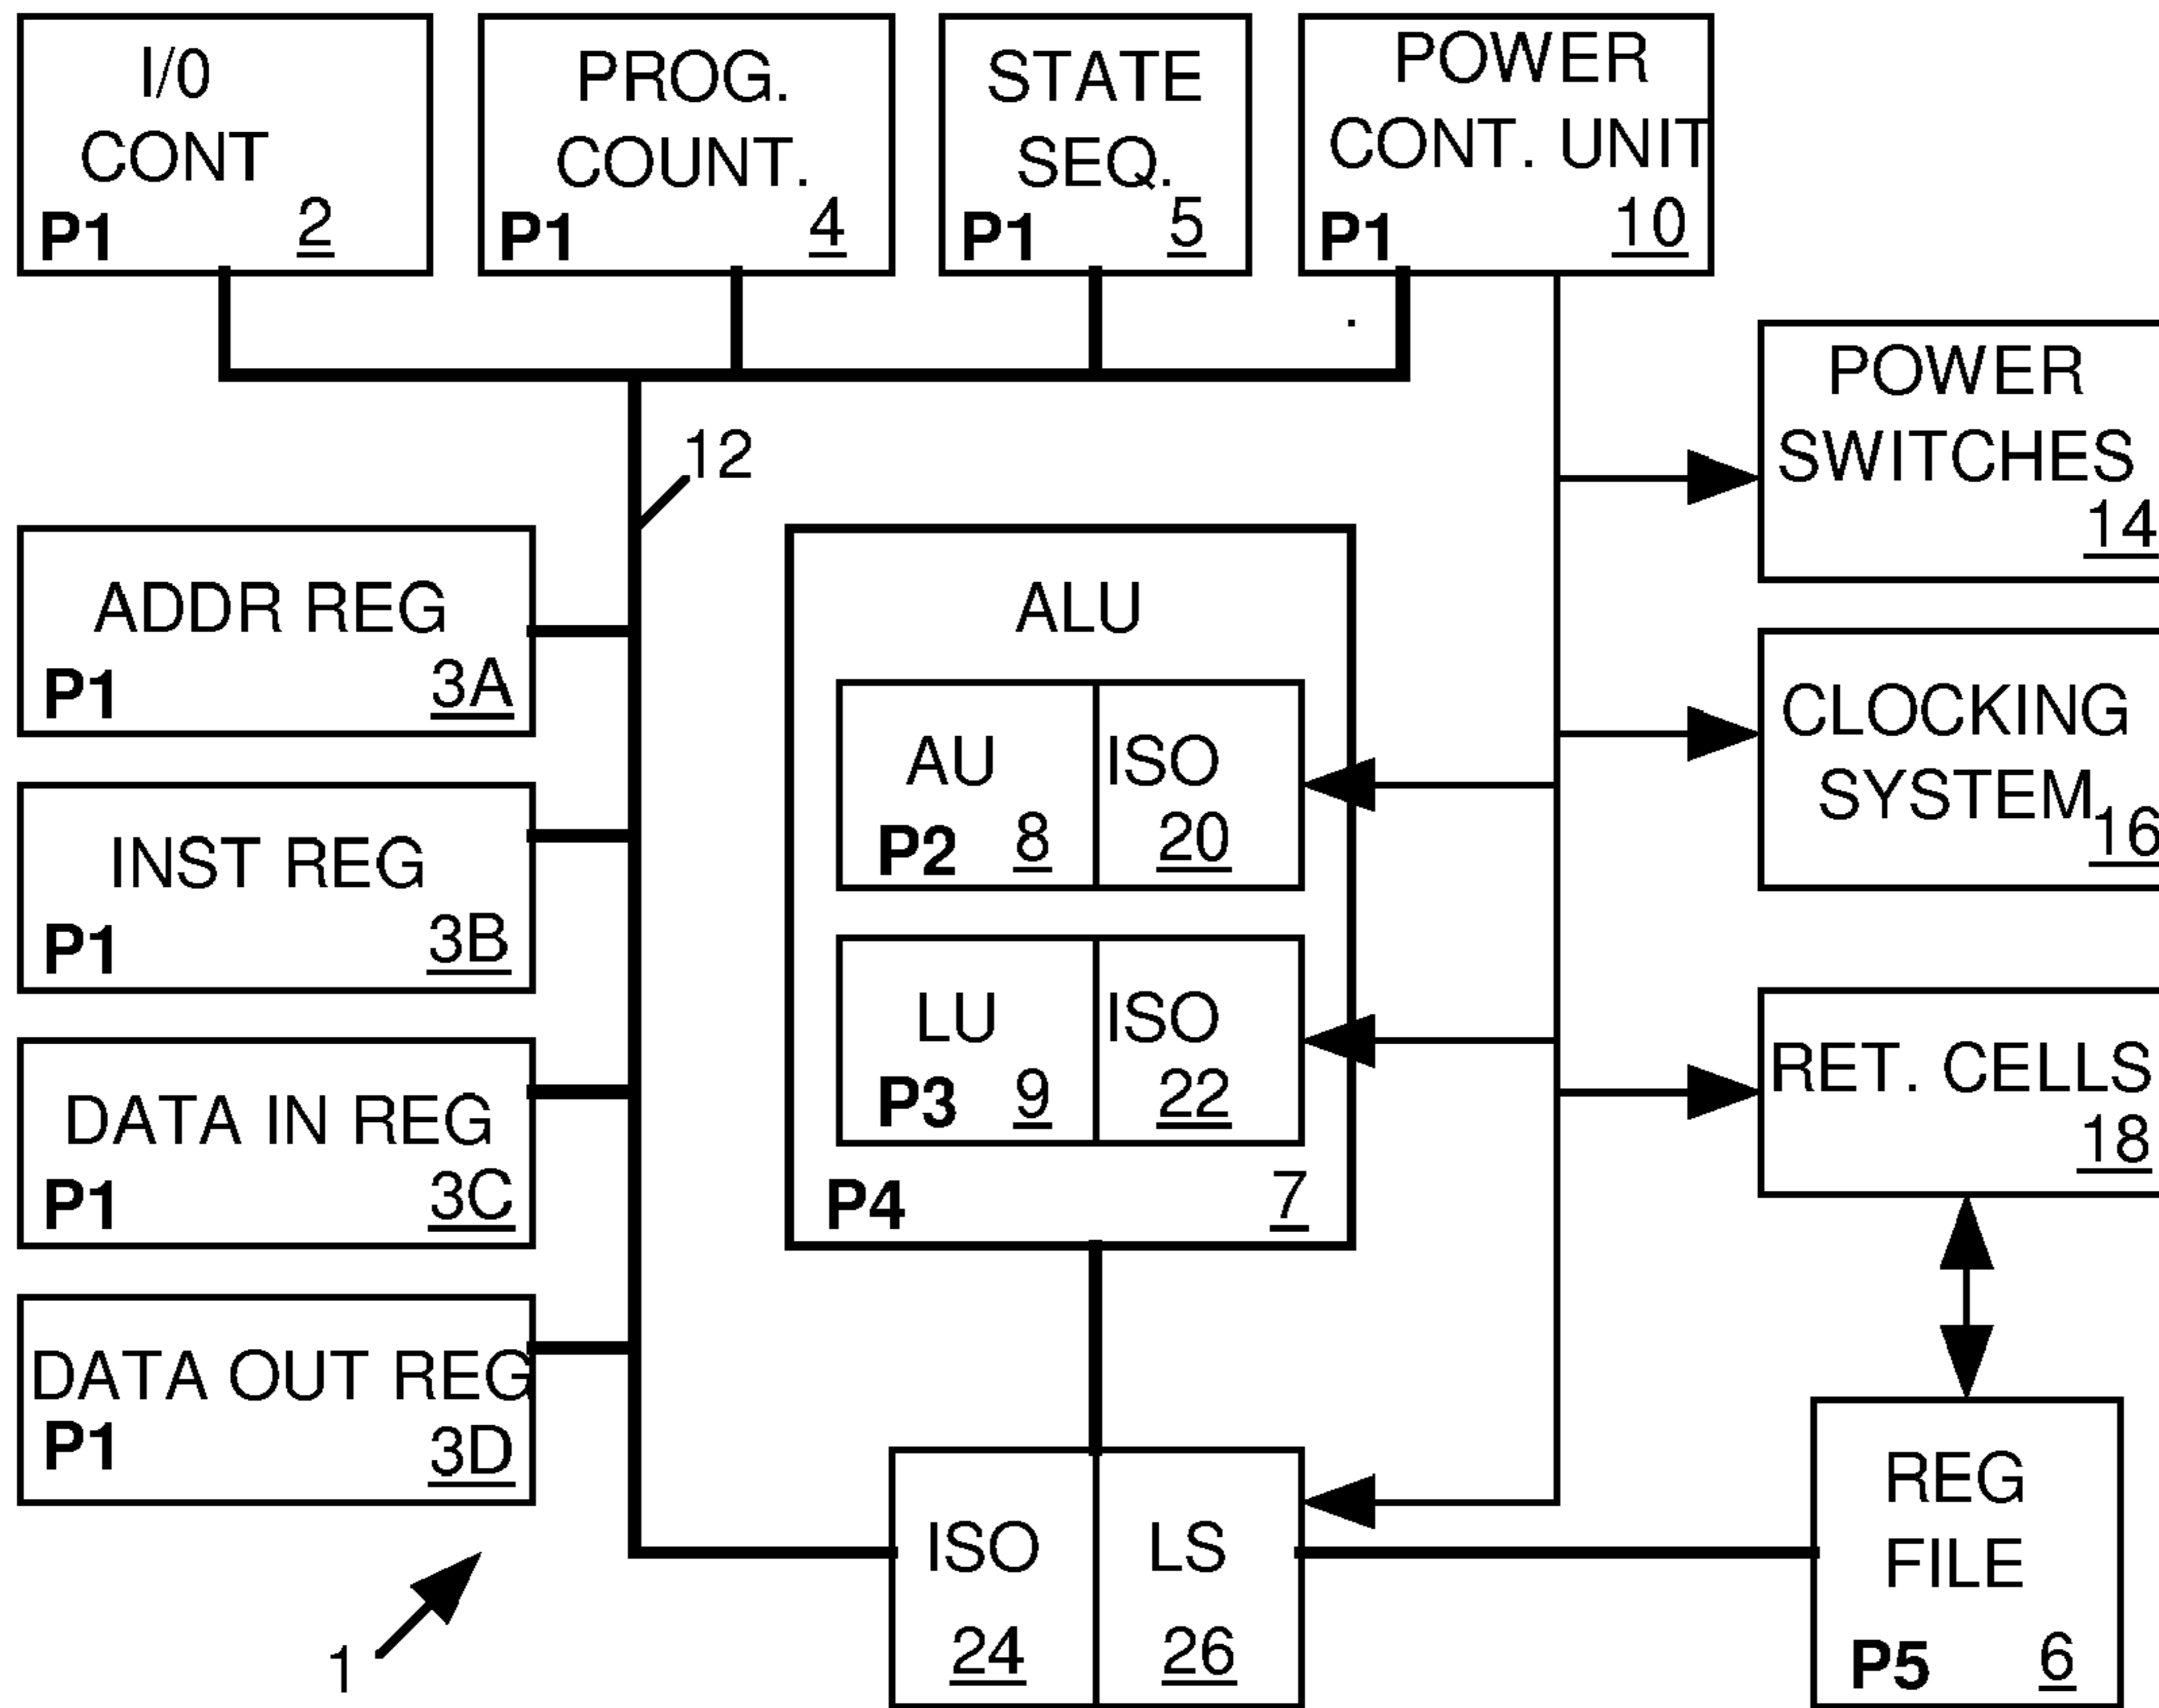 I/0
CONT
P1 2
PROG.
COUNT.
P1 4
STATE
SEQ.
P1 5
POWER
CONT. UNIT
P1 10
POWER
SWITCHES
14
12
ADDR REG
P1 3A
ALU
AU ISO
P2 8 20
CLOCKING
SYSTEM
16
INST REG
P1 3B
LU ISO
P3 9 22
P4 7
RET. CELLS
18
DATA IN REG
P1 3C
DATA OUT REG
P1 3D
ISO LS
24 26
REG
FILE
P5 6
1